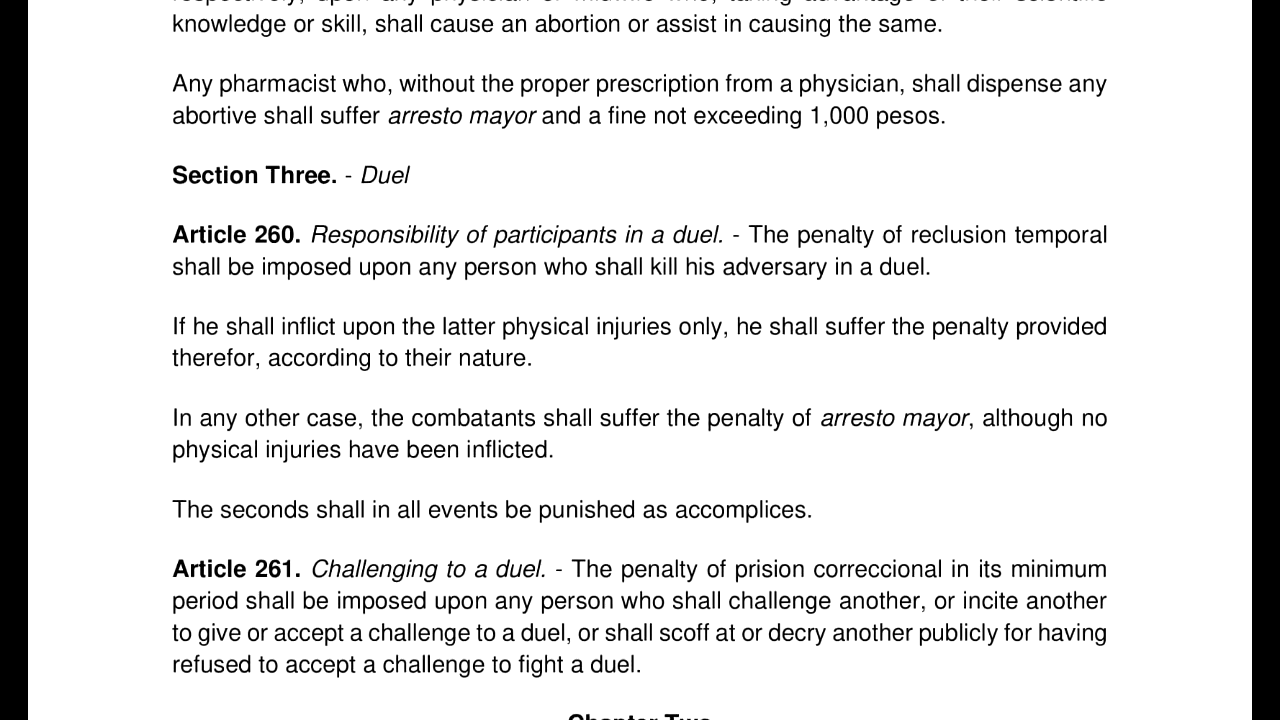 knowledge or skill, shall cause an abortion or assist in causing the same.
Any pharmacist who, without the proper prescription from a physician, shall dispense any
abortive shall suffer arresto mayor and a fine not exceeding 1,000 pesos.
Section Three. - Duel
Article 260. Responsibility of participants in a duel. - The penalty of reclusion temporal
shall be imposed upon any person who shall kill his adversary in a duel.
If he shall inflict upon the latter physical injuries only, he shall suffer the penalty provided
therefor, according to their nature.
In any other case, the combatants shall suffer the penalty of arresto mayor, although no
physical injuries have been inflicted.
The seconds shall in all events be punished as accomplices.
Article 261. Challenging to a duel. - The penalty of prision correccional in its minimum
period shall be imposed upon any person who shall challenge another, or incite another
to give or accept a challenge to a duel, or shall scoff at or decry another publicly for having
refused to accept a challenge to fight a duel.
Chapter Two